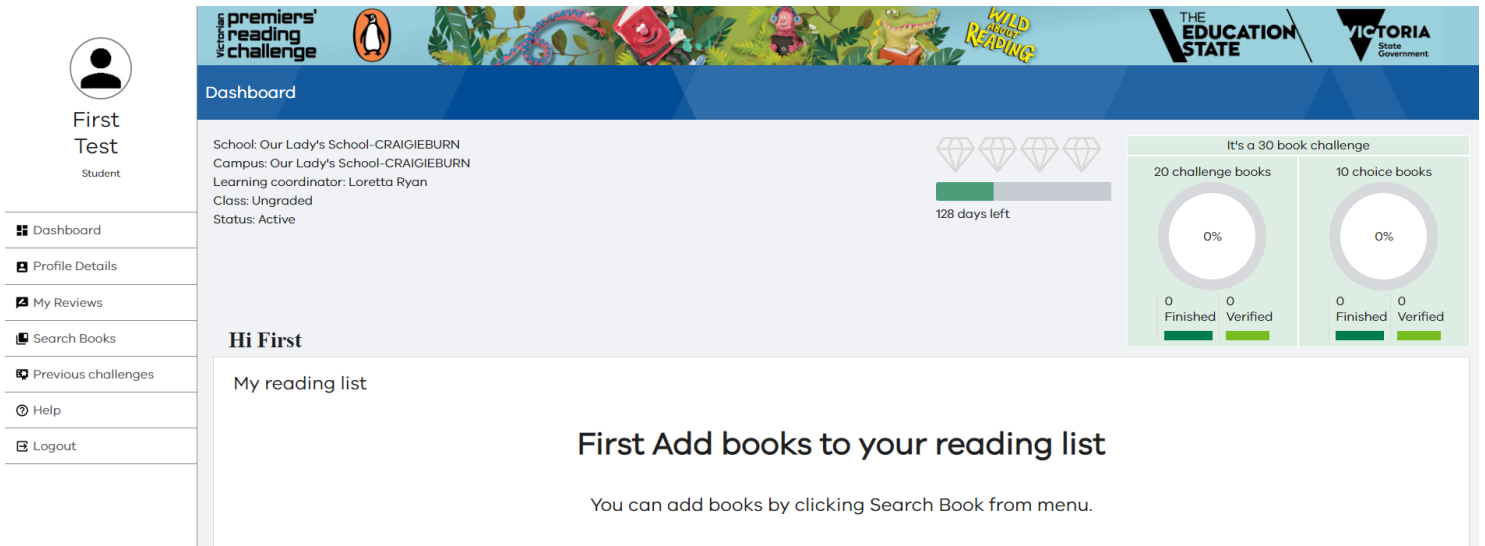 victorian
premiers'
reading
challenge
WILD
About
READING
THE
EDUCATION
STATE
VICTORIA
State
Government
First
Test
Student
Dashboard
Profile Details
My Reviews
Search Books
Previous challenges
Help
Logout
Dashboard
School: Our Lady's School-CRAIGIEBURN
Campus: Our Lady's School-CRAIGIEBURN
Learning coordinator: Loretta Ryan
Class: Ungraded
Status: Active
128 days left
It's a 30 book challenge
20 challenge books
0%
0 0
Finished Verified
10 choice books
0%
0 0
Finished Verified
Hi First
My reading list
First Add books to your reading list
You can add books by clicking Search Book from menu.